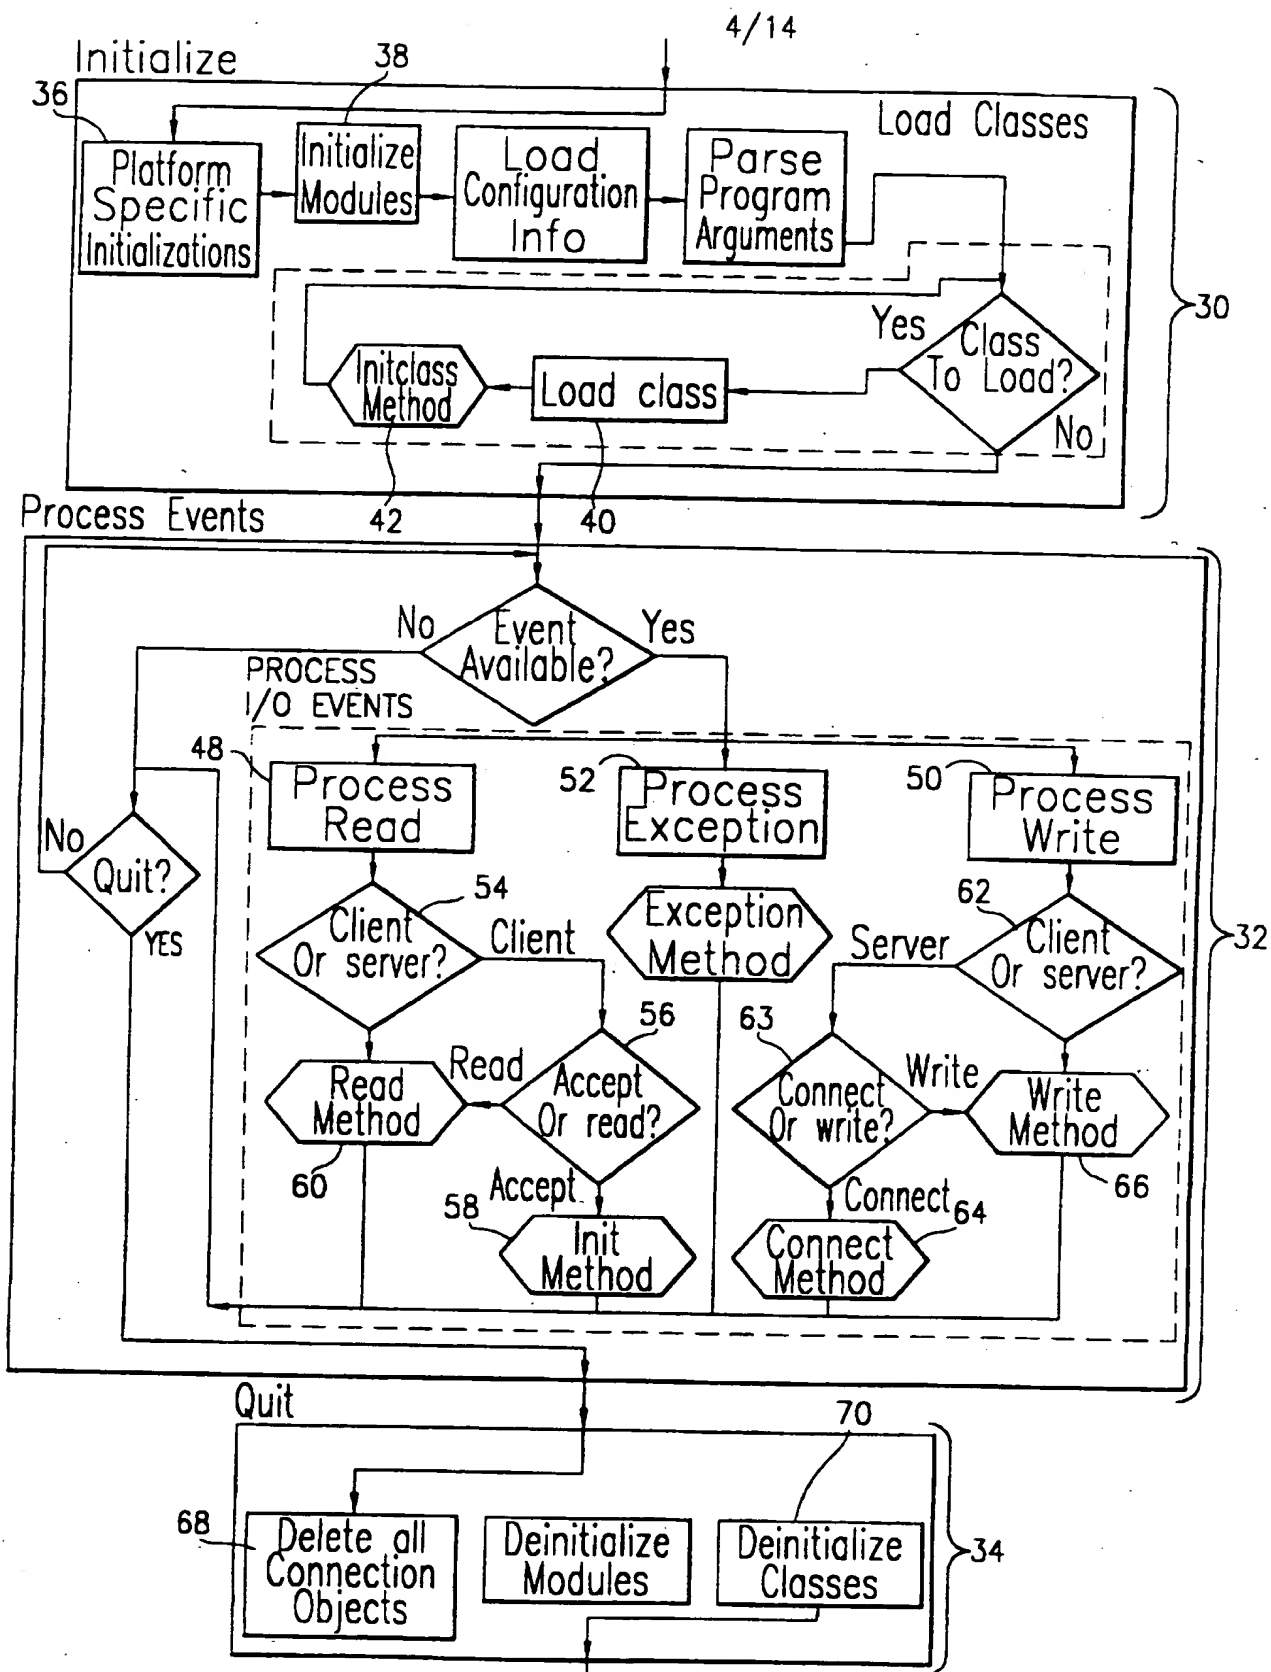 4/14
Initialize
38
36
Load Classes
Platform
Specific
Initializations
Initialize
Modules
Load
Configuration
Info
Parse
Program
Arguments
30
Yes
Class
To Load?
No
Initclass
Method
Load class
42
40
Process Events
No
Event
Available?
Yes
PROCESS
/O EVENTS
48
Process
Read
52
Process
Exception
50
Process
Write
No
Quit?
YES
54
Client
Or server?
Client
Exception
Method
62
Server
Client
Or server?
32
56
63
Read
Method
Read
Accept
Or read?
Connect
Or write?
Write
Write
Method
60
Accept
66
58
Init
Method
Connect
64
Connect
Method
Quit
70
68
Delete all
Connection
Objects
Deinitialize
Modules
Deinitialize
Classes
34